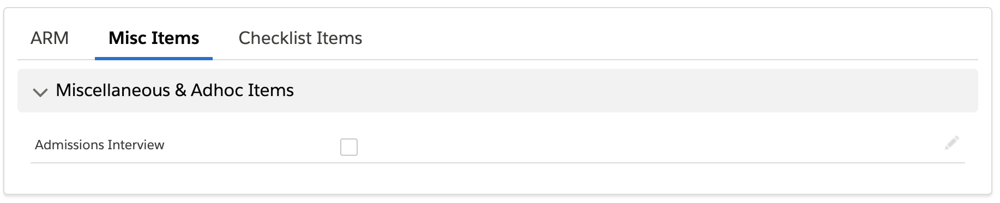 ARM Misc Items Checklist Items
Miscellaneous & Adhoc Items
Admissions Interview